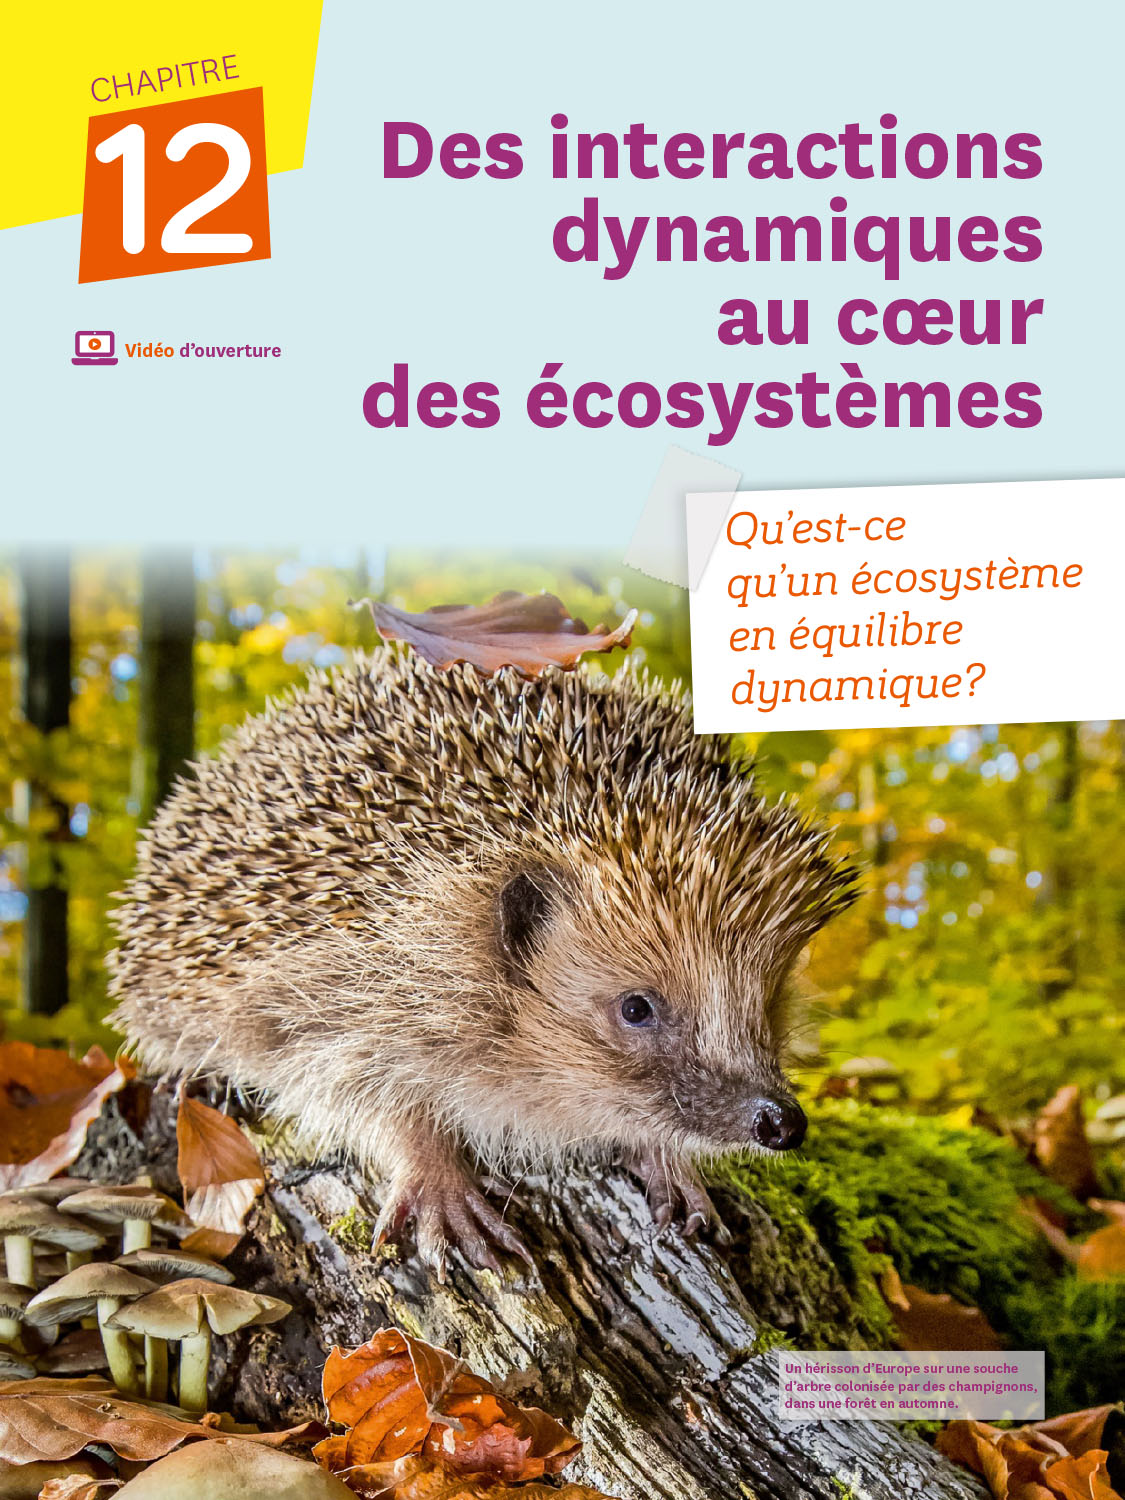 CHAPITRE
12
Des interactions
dynamiques
au cœur
des écosystèmes
Vidéo d'ouverture
Qu'est-ce
qu'un écosystème
en équilibre
dynamique?
Un hérisson d'Europe sur une souche
d'arbre colonisée par des champignons,
dans une forêt en automne.